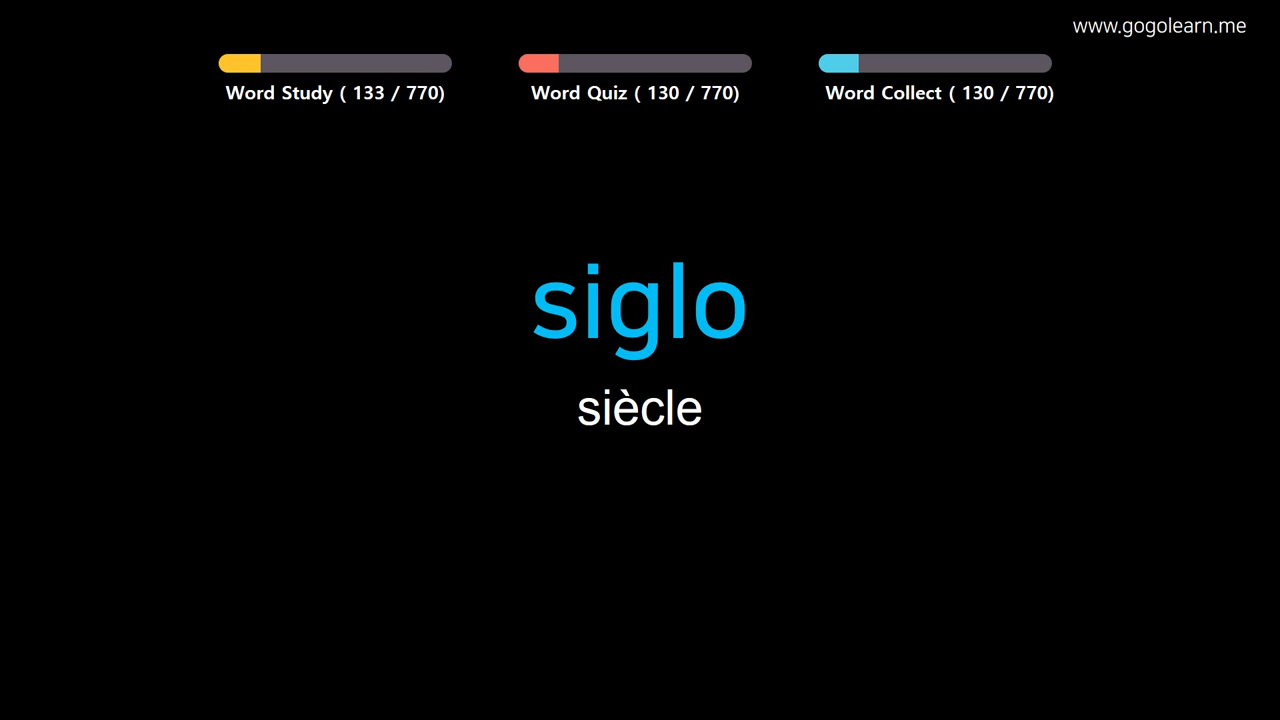 www.gogolearn.me
Word Study ( 133 / 770)
Word Quiz ( 130 / 770)
Word Collect ( 130 / 770)
siglo
siècle